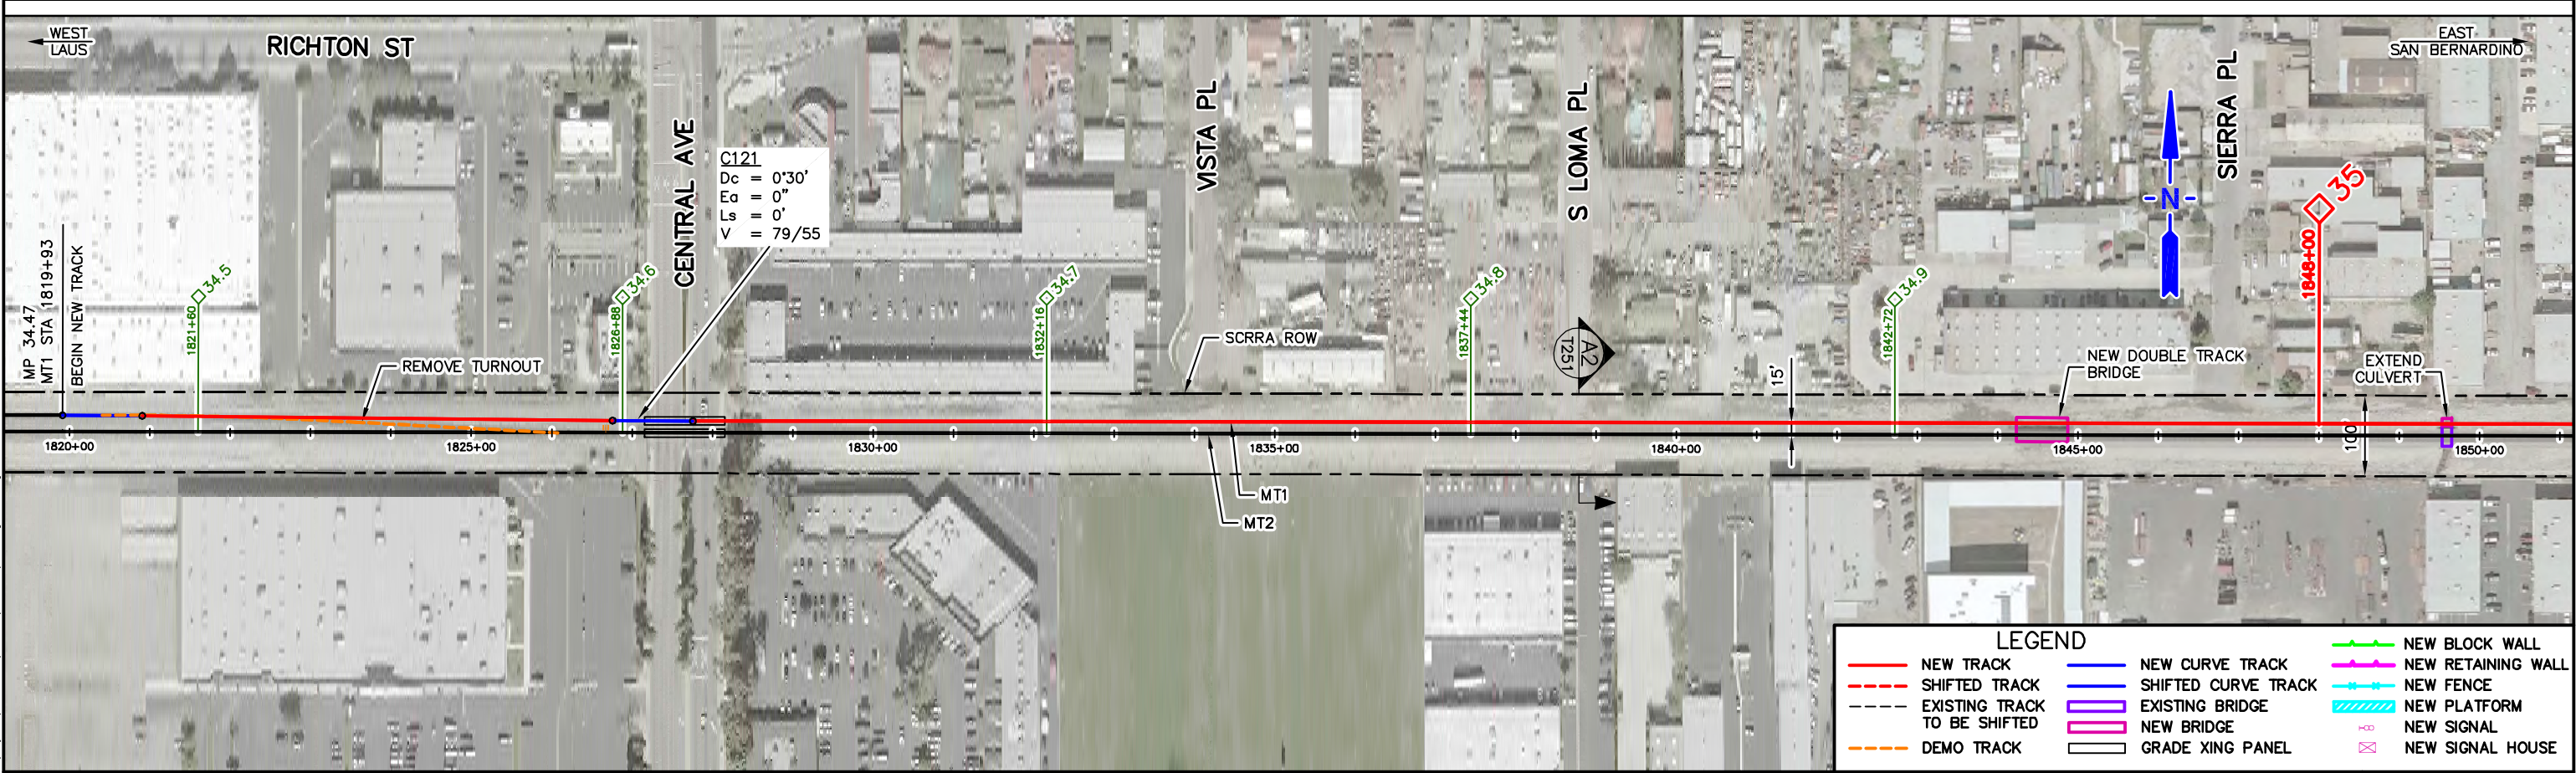 WEST
LAUS
RICHTON ST
EAST
SAN BERNARDINO
CENTRAL AVE
VISTA PL
S LOMA PL
SIERRA PL
C121
Dc = 0°30'
Ea = 0"
Ls = 0'
V = 79/55
N
35
1848+00
MP 34.47
MT1 STA 1819+93
BEGIN NEW TRACK
34.5
1821+60
34.6
1826+88
34.7
1832+16
34.8
1837+44
34.9
1842+72
REMOVE TURNOUT
SCRRA ROW
A2
T251
15'
NEW DOUBLE TRACK
BRIDGE
EXTEND
CULVERT
100'
1820+00
1825+00
1830+00
1835+00
1840+00
1845+00
1850+00
MT1
MT2
LEGEND
NEW TRACK
SHIFTED TRACK
EXISTING TRACK
TO BE SHIFTED
DEMO TRACK
NEW CURVE TRACK
SHIFTED CURVE TRACK
EXISTING BRIDGE
NEW BRIDGE
GRADE XING PANEL
NEW BLOCK WALL
NEW RETAINING WALL
NEW FENCE
NEW PLATFORM
NEW SIGNAL
NEW SIGNAL HOUSE